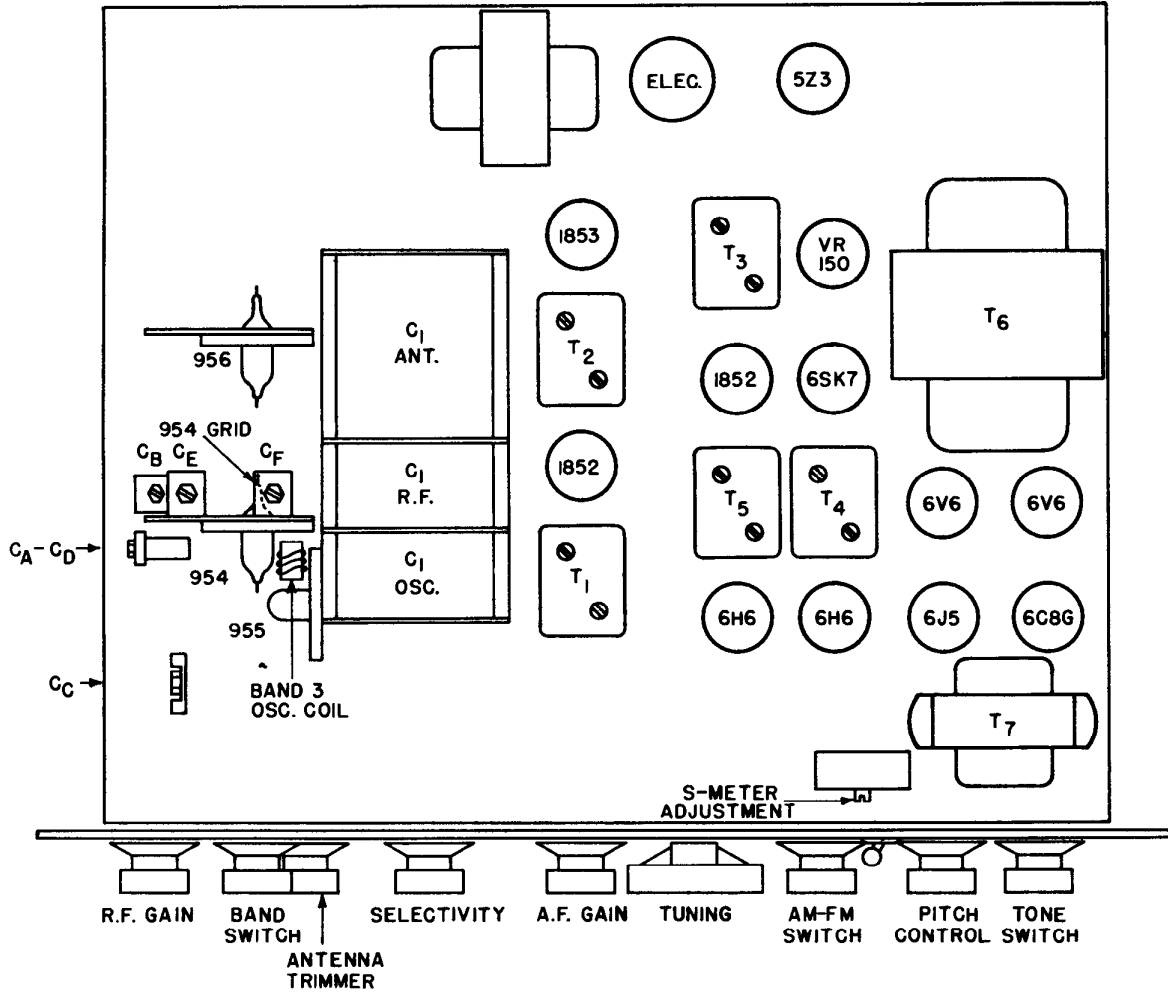 ELEC.
5Z3
1853
T3
VR
150
C1
ANT.
T2
T6
956
1852
6SK7
954 GRID
CB
CE
CF
C1
R.F.
1852
T5
T4
6V6
6V6
CA-CD
954
C1
OSC.
T1
955
6H6
6H6
6J5
6C8G
CC
BAND 3
OSC. COIL
T7
S-METER
ADJUSTMENT
R.F. GAIN
BAND
SWITCH
SELECTIVITY
A.F. GAIN
TUNING
AM-FM
SWITCH
PITCH
CONTROL
TONE
SWITCH
ANTENNA
TRIMMER